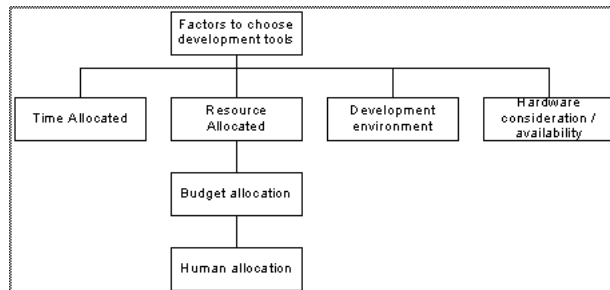 Factors to choose
development tools
Time Allocated
Resource
Allocated
Development
environment
Hardware
consideration /
availability
Budget allocation
Human allocation